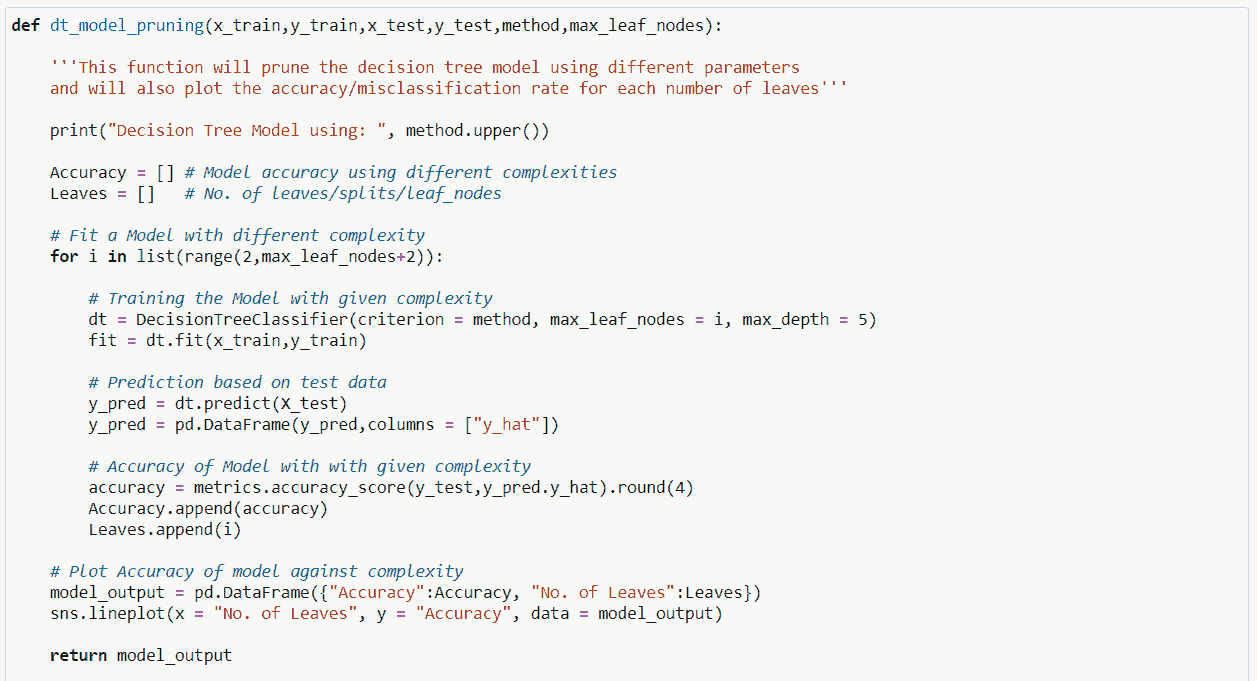 def dt_model_pruning(x_train,y_train,x_test,y_test,method,max_leaf_nodes):
'''This function will prune the decision tree model using different parameters
and will also plot the accuracy/misclassification rate for each number of leaves'''
print("Decision Tree Model using: ", method.upper())
Accuracy = [] # Model accuracy using different complexities
Leaves = []   # No. of leaves/splits/leaf_nodes
# Fit a Model with different complexity
for i in list(range(2,max_leaf_nodes+2)):
# Training the Model with given complexity
dt = DecisionTreeClassifier(criterion = method, max_leaf_nodes = i, max_depth = 5)
fit = dt.fit(x_train,y_train)
# Prediction based on test data
y_pred = dt.predict(X_test)
y_pred = pd.DataFrame(y_pred,columns = ["y_hat"])
# Accuracy of Model with with given complexity
accuracy = metrics.accuracy_score(y_test,y_pred.y_hat).round(4)
Accuracy.append(accuracy)
Leaves.append(i)
# Plot Accuracy of model against complexity
model_output = pd.DataFrame({"Accuracy":Accuracy, "No. of Leaves":Leaves})
sns.lineplot(x = "No. of Leaves", y = "Accuracy", data = model_output)
return model_output